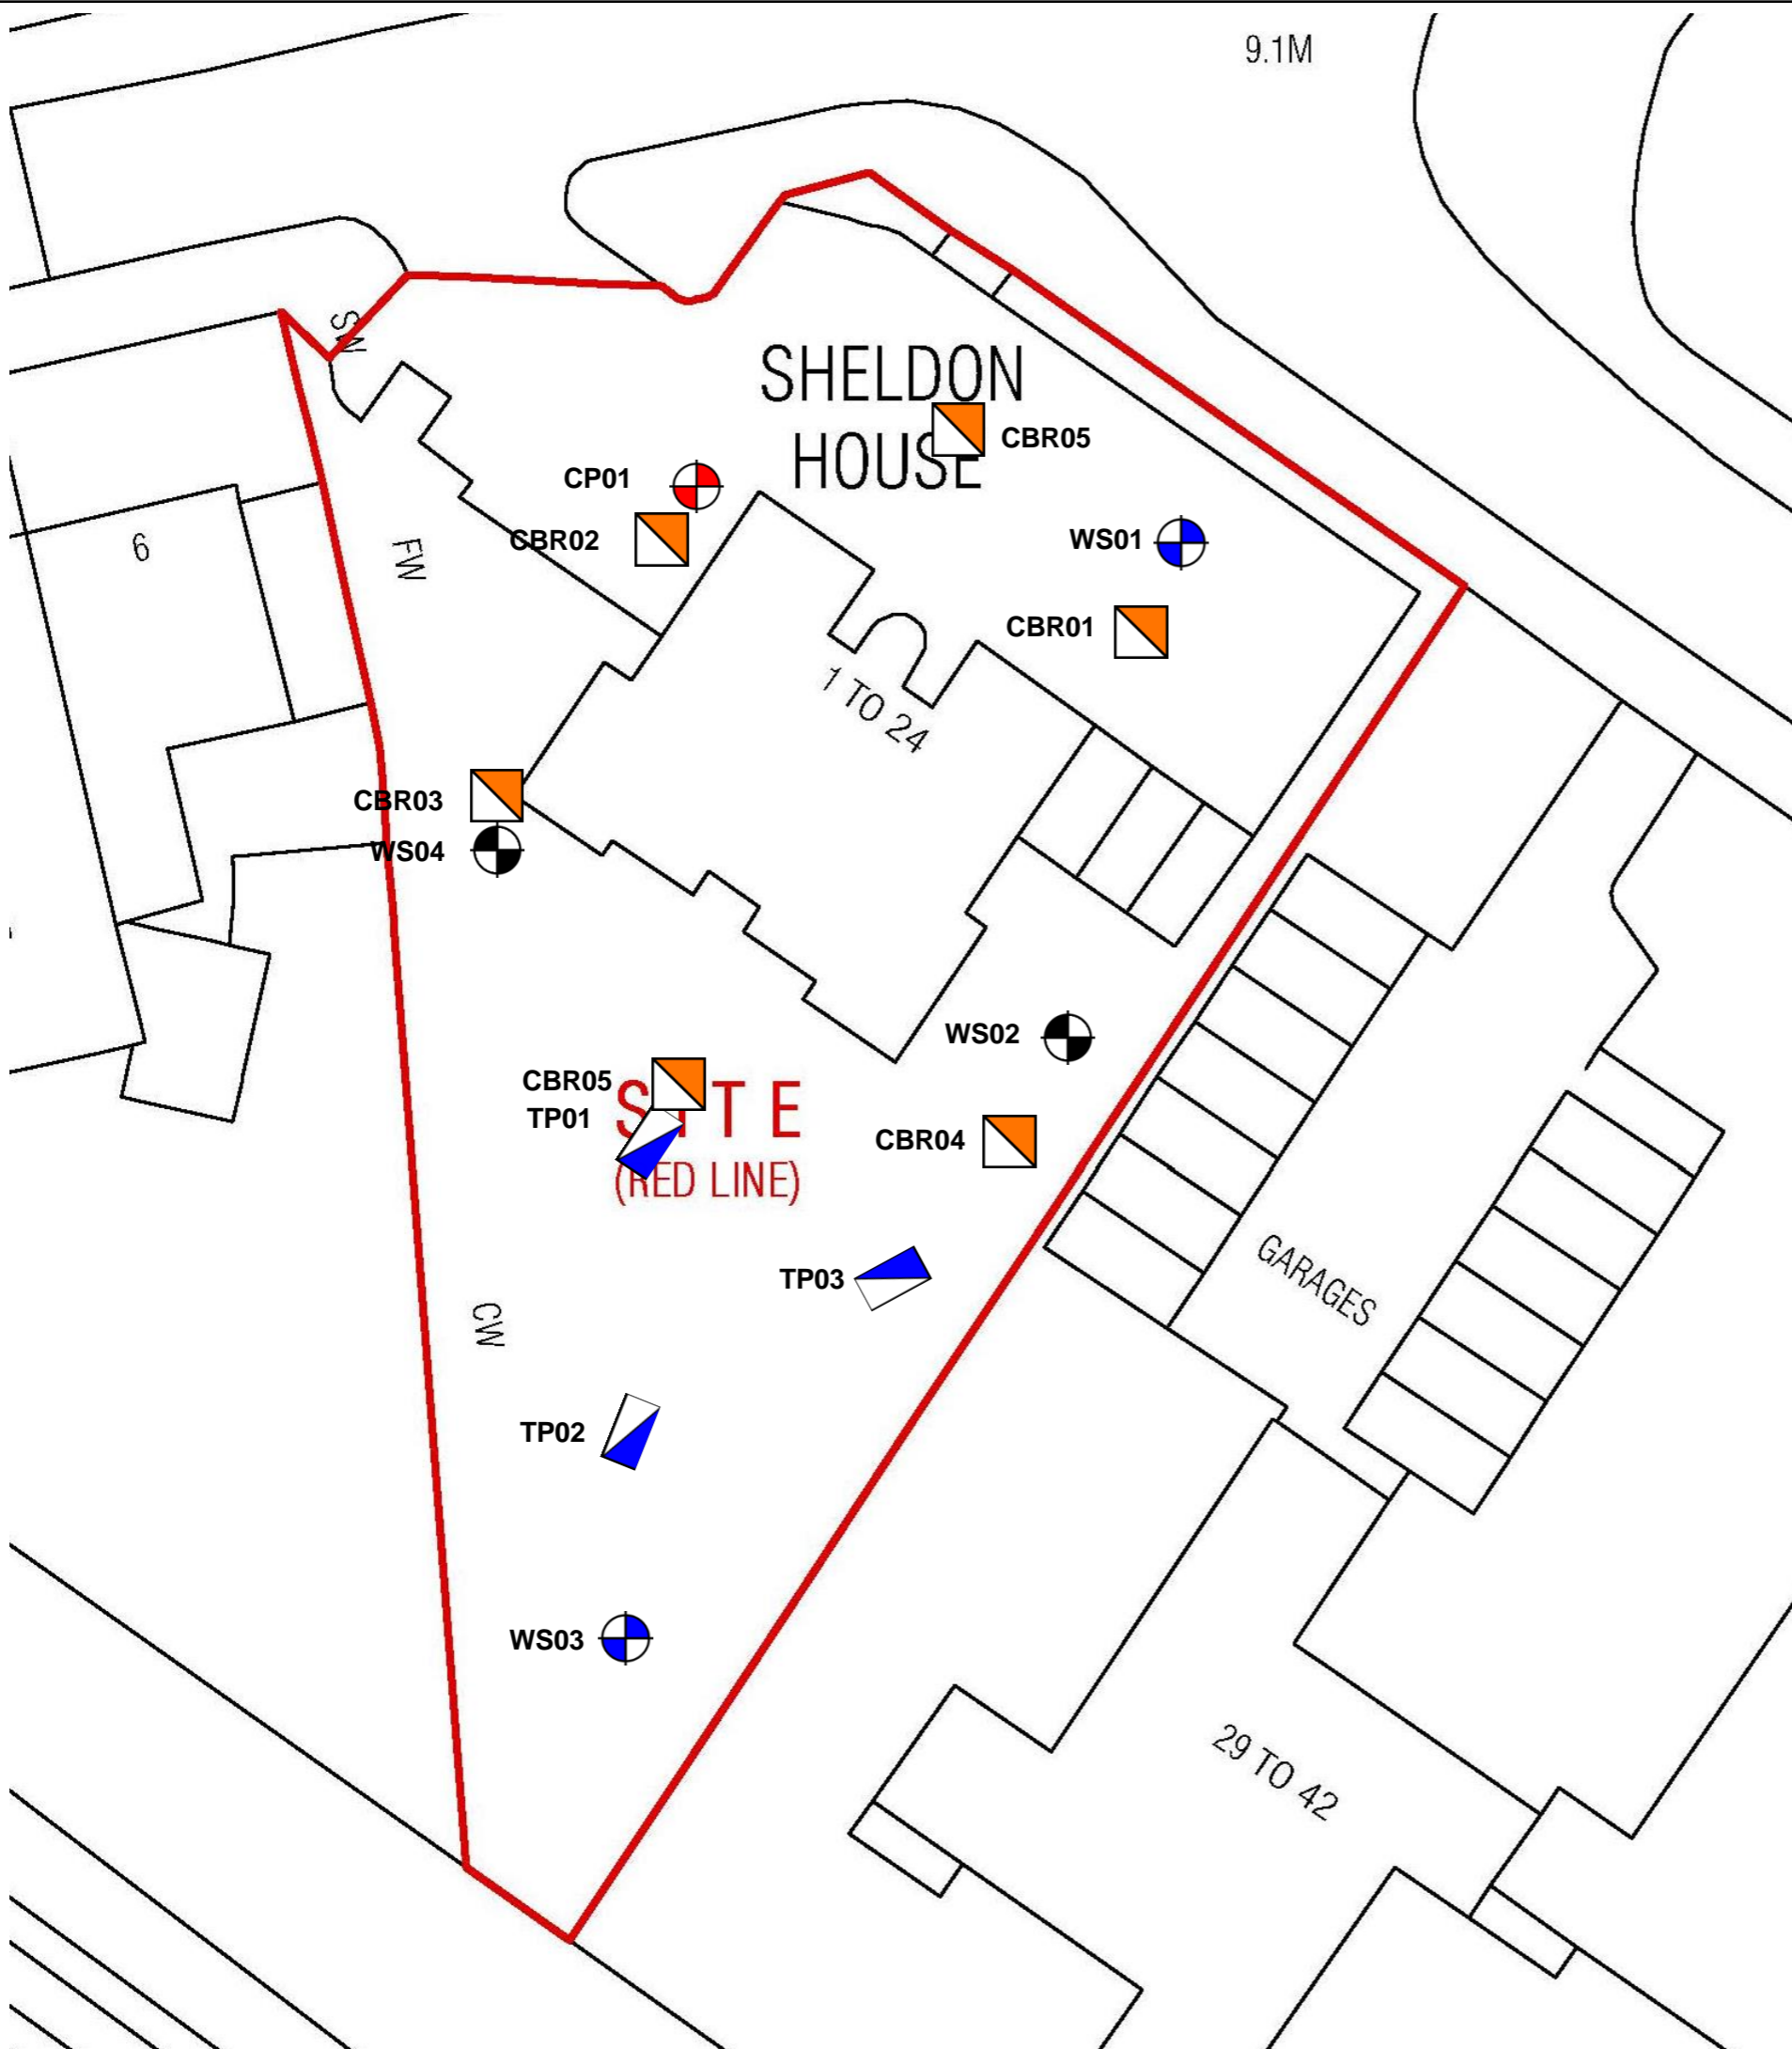 9.1M
SW
SHELDON
HOUSE
CBR05
CP01
CBR02
WS01
6
FW
CBR01
1 TO 24
CBR03
WS04
WS02
CBR05
SITE
TP01
CBR04
(RED LINE)
GARAGES
TP03
CW
TP02
WS03
29 TO 42